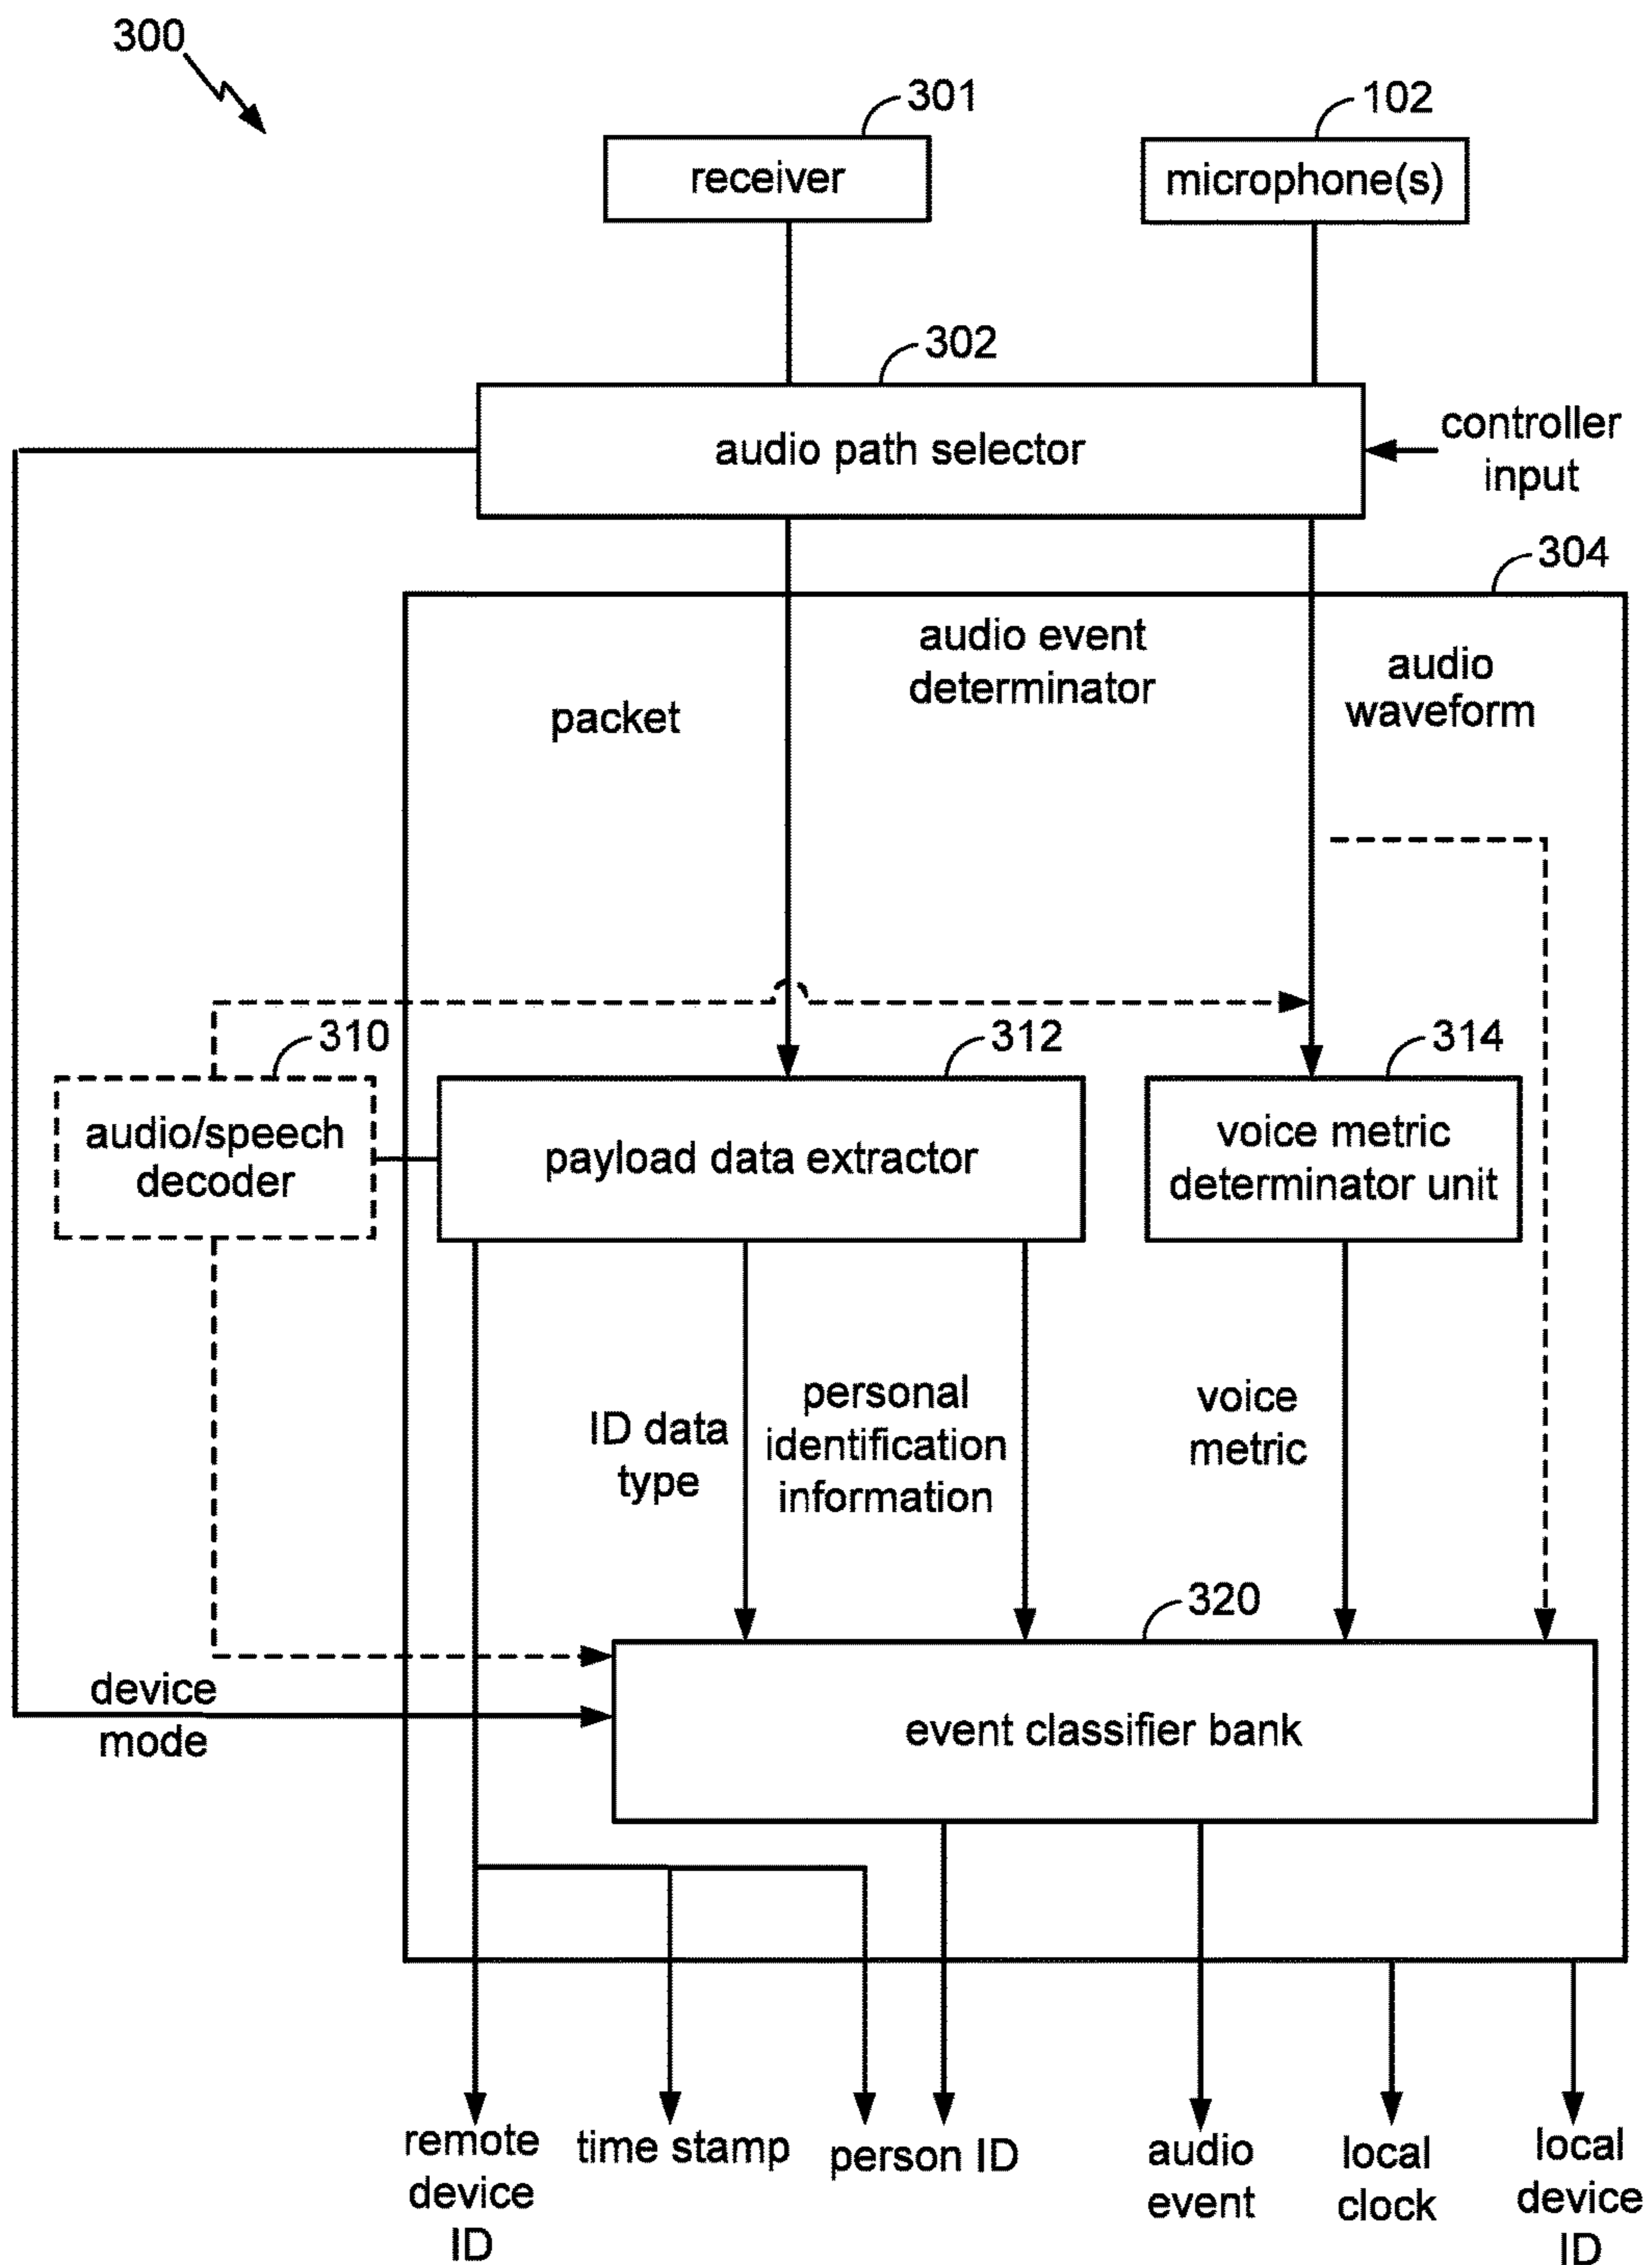 300
301
102
receiver
microphone(s)
302
audio path selector
controller
input
304
audio event
determinator
audio
waveform
packet
310
312
314
audio/speech
decoder
payload data extractor
voice metric
determinator unit
ID data
type
personal
identification
information
voice
metric
320
device
mode
event classifier bank
remote
device
ID
time stamp
person ID
audio
event
local
clock
local
device
ID